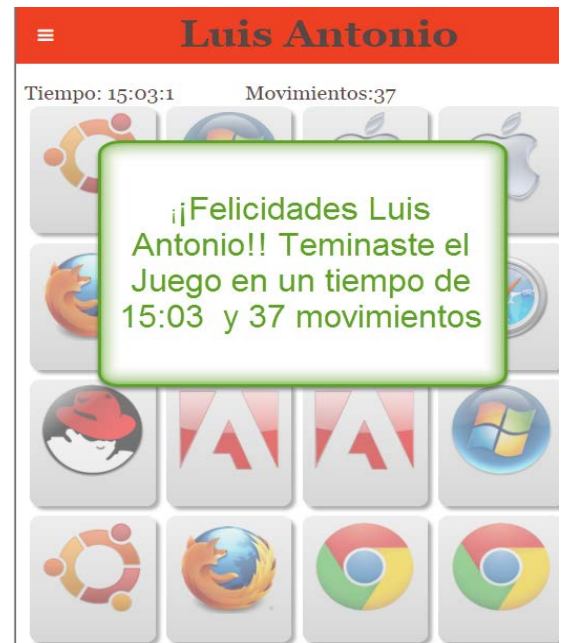 Luis Antonio
Tiempo: 15:03:1 Movimientos:37
¡¡Felicidades Luis
Antonio!! Teminaste el
Juego en un tiempo de
15:03 y 37 movimientos